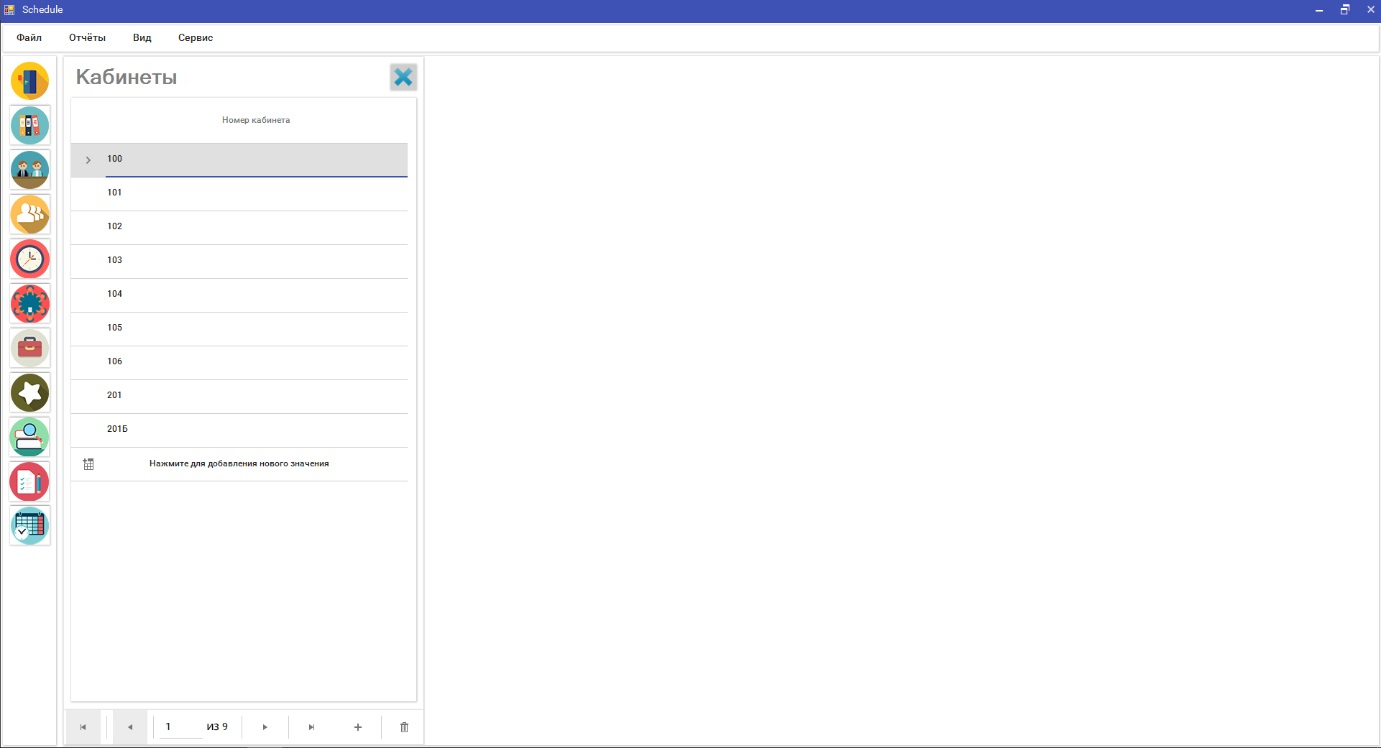 Schedule
Файл Отчёты Вид Сервис
Кабинеты
Номер кабинета
100
101
102
103
104
105
106
201
201Б
Нажмите для добавления нового значения
1 ИЗ 9